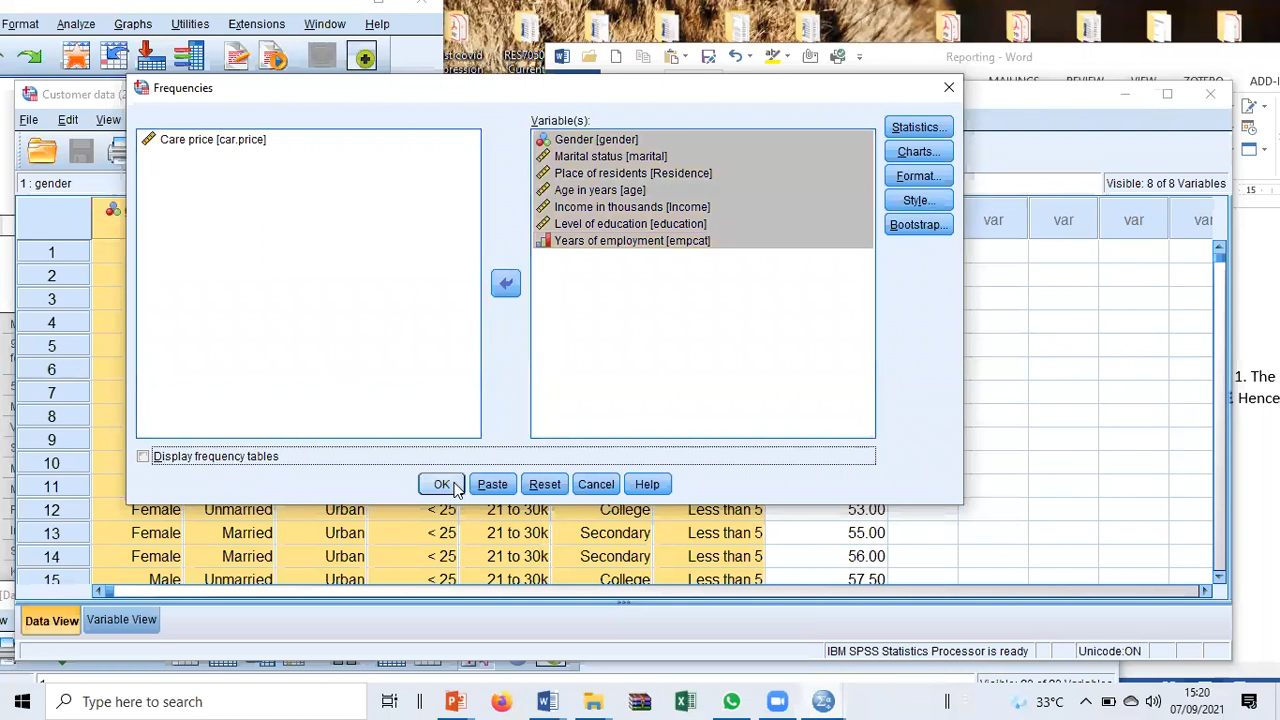 Format Analyze Graphs Utilities Extensions Window Help
Reporting - Word
RES7050
Current
MAILINGS REVIEW VIEW ZOTERO ADD-I
Frequencies
Customer data (2
File Edit View
1 : gender
Visible: 8 of 8 Variables
Care price [car.price]
Variable(s):
Gender [gender]
Marital status [marital]
Place of residents [Residence]
Age in years [age]
Income in thousands [Income]
Level of education [education]
Years of employment [empcat]
Statistics...
Charts...
Format...
Style...
Bootstrap...
var var var var
1
2
3
4
5
6
7
8
9
10
11
Display frequency tables
OK Paste Reset Cancel Help
1. The
Hence
12 Female Unmarried Urban < 25 21 to 30k College Less than 5 53.00
13 Female Married Urban < 25 21 to 30k Secondary Less than 5 55.00
14 Female Married Urban < 25 21 to 30k Secondary Less than 5 56.00
15 Male Unmarried Urban < 25 21 to 30k College Less than 5 57.50
Data View Variable View
IBM SPSS Statistics Processor is ready Unicode:ON
Type here to search
33°C
15:20
07/09/2021